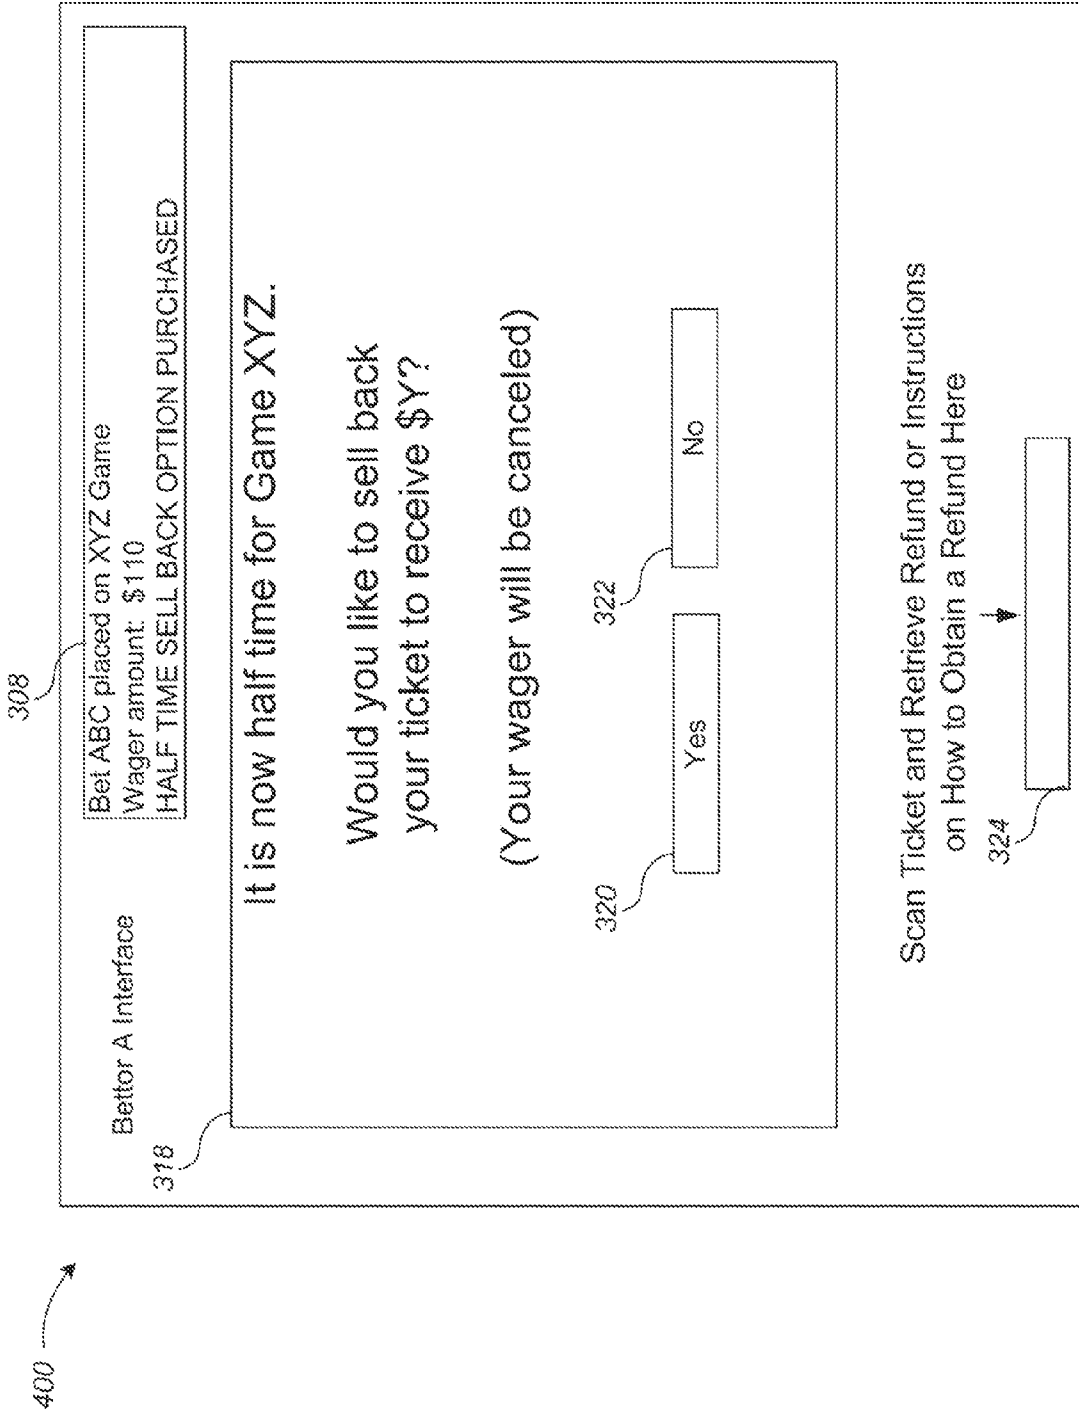 400
308
Bettor A Interface
Bet ABC placed on XYZ Game
Wager amount: $110
HALF TIME SELL BACK OPTION PURCHASED
318
It is now half time for Game XYZ.
Would you like to sell back
your ticket to receive $Y?
(Your wager will be canceled)
320
322
Yes
No
Scan Ticket and Retrieve Refund or Instructions
on How to Obtain a Refund Here
324